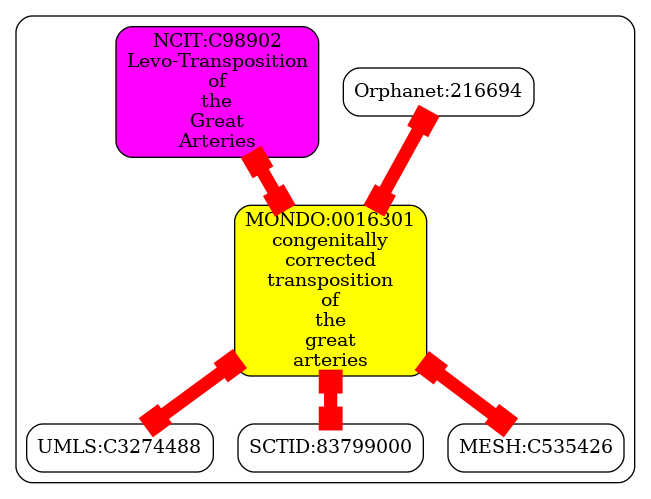 NCIT:C98902
Levo-Transposition
of
the
Great
Arteries
Orphanet:216694
MONDO:0016301
congenitally
corrected
transposition
of
the
great
arteries
UMLS:C3274488
SCTID:83799000
MESH:C535426